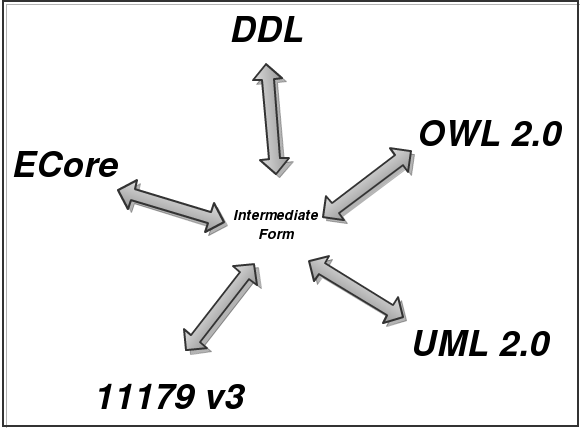 DDL
OWL 2.0
ECore
Intermediate
Form
UML 2.0
11179 v3